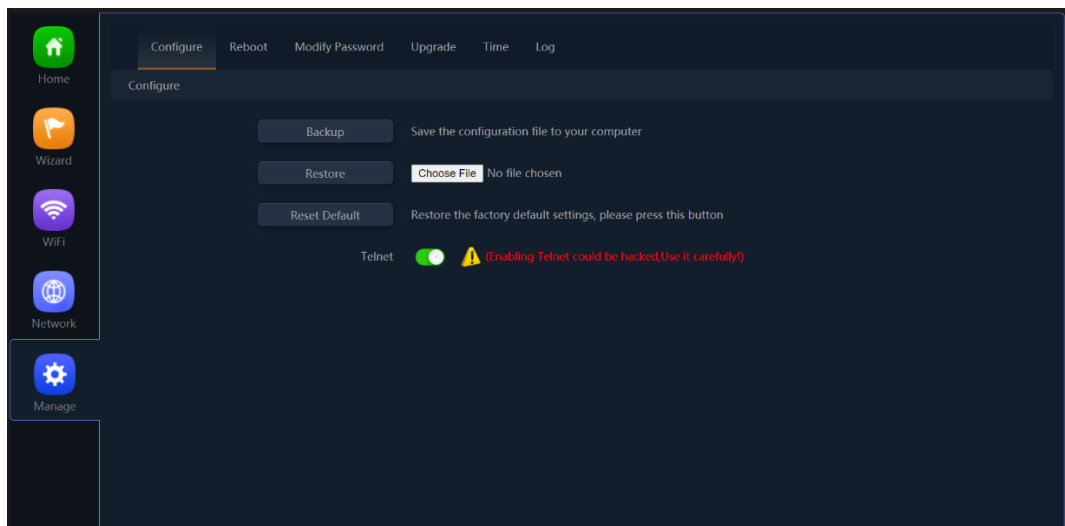 Home
Wizard
WiFi
Network
Manage
Configure Reboot Modify Password Upgrade Time Log
Configure
Backup Save the configuration file to your computer
Restore Choose File No file chosen
Reset Default Restore the factory default settings, please press this button
Telnet (Enabling Telnet could be hacked,Use it carefully!)